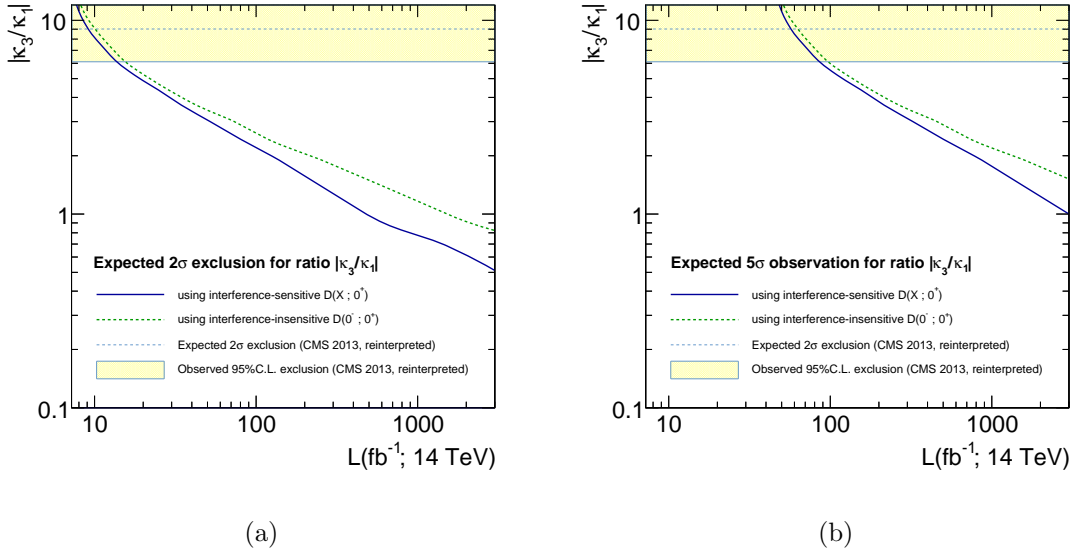 |κ₃/κ₁|
10
1
0.1
Expected 2σ exclusion for ratio |κ₃/κ₁|
using interference-sensitive D(X ; 0⁺)
using interference-insensitive D(0⁻ ; 0⁺)
Expected 2σ exclusion (CMS 2013, reinterpreted)
Observed 95%C.L. exclusion (CMS 2013, reinterpreted)
10 100 1000
L(fb⁻¹; 14 TeV)
(a)
|κ₃/κ₁|
10
1
0.1
Expected 5σ observation for ratio |κ₃/κ₁|
using interference-sensitive D(X ; 0⁺)
using interference-insensitive D(0⁻ ; 0⁺)
Expected 2σ exclusion (CMS 2013, reinterpreted)
Observed 95%C.L. exclusion (CMS 2013, reinterpreted)
10 100 1000
L(fb⁻¹; 14 TeV)
(b)